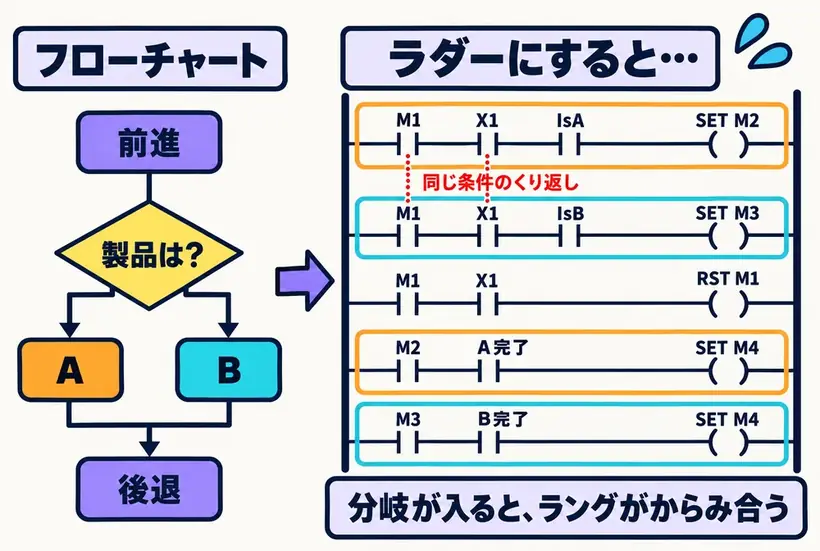 フローチャート
前進
製品は?
A
B
後退
ラダーにすると…
M1 X1 IsA SET M2
同じ条件のくり返し
M1 X1 IsB SET M3
M1 X1 RST M1
M2 A完了 SET M4
M3 B完了 SET M4
分岐が入ると、ラングがからみ合う